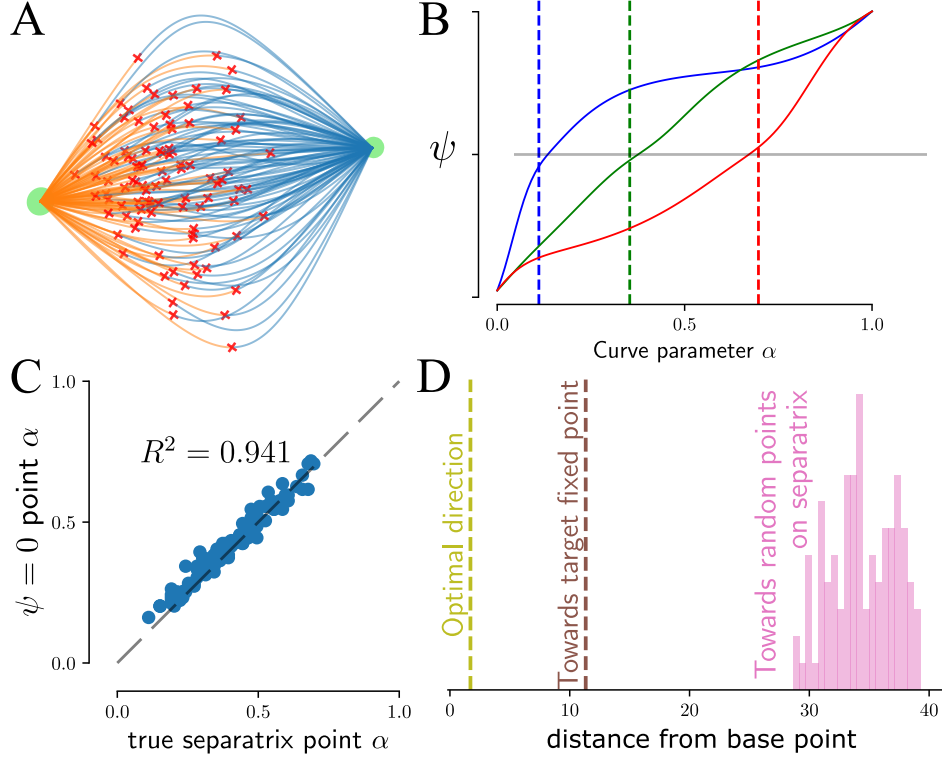 A
B
ψ
0.0
0.5
1.0
Curve parameter α
C
1.0
0.5
0.0
ψ = 0 point α
R² = 0.941
0.0
0.5
1.0
true separatrix point α
D
Optimal direction
Towards target fixed point
Towards random points
on separatrix
0
10
20
30
40
distance from base point